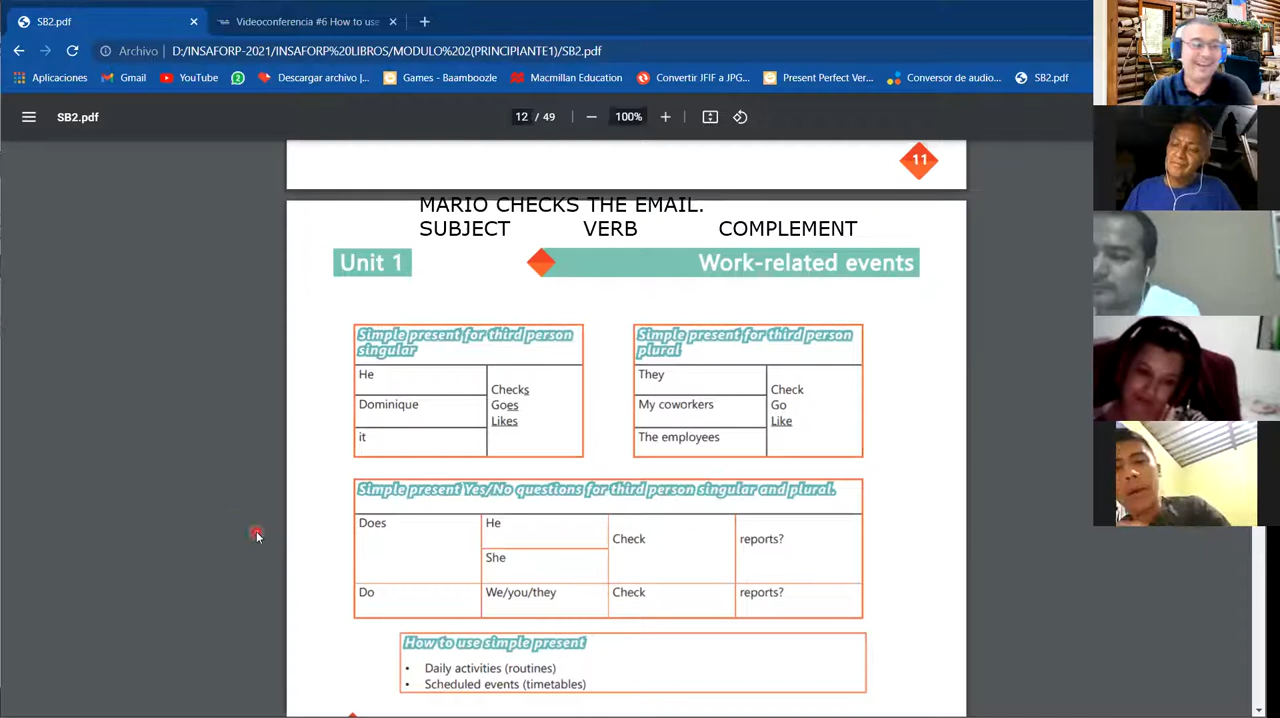 SB2.pdf
Videoconferencia #6 How to use
Archivo
D:/INSAFORP-2021/INSAFORP%20LIBROS/MODULO%202(PRINCIPIANTE1)/SB2.pdf
Aplicaciones
Gmail
YouTube
Descargar archivo |...
Games - Baamboozle
Macmillan Education
Convertir JFIF a JPG...
Present Perfect Ver...
Conversor de audio...
SB2.pdf
SB2.pdf
12 / 49
100%
11
MARIO CHECKS THE EMAIL.
SUBJECT VERB COMPLEMENT
Unit 1
Work-related events
Simple present for third person
singular
He
Dominique
it
Checks
Goes
Likes
Simple present for third person
plural
They
My coworkers
The employees
Check
Go
Like
Simple present Yes/No questions for third person singular and plural.
Does
He
She
Check
reports?
Do
We/you/they
Check
reports?
How to use simple present
• Daily activities (routines)
• Scheduled events (timetables)